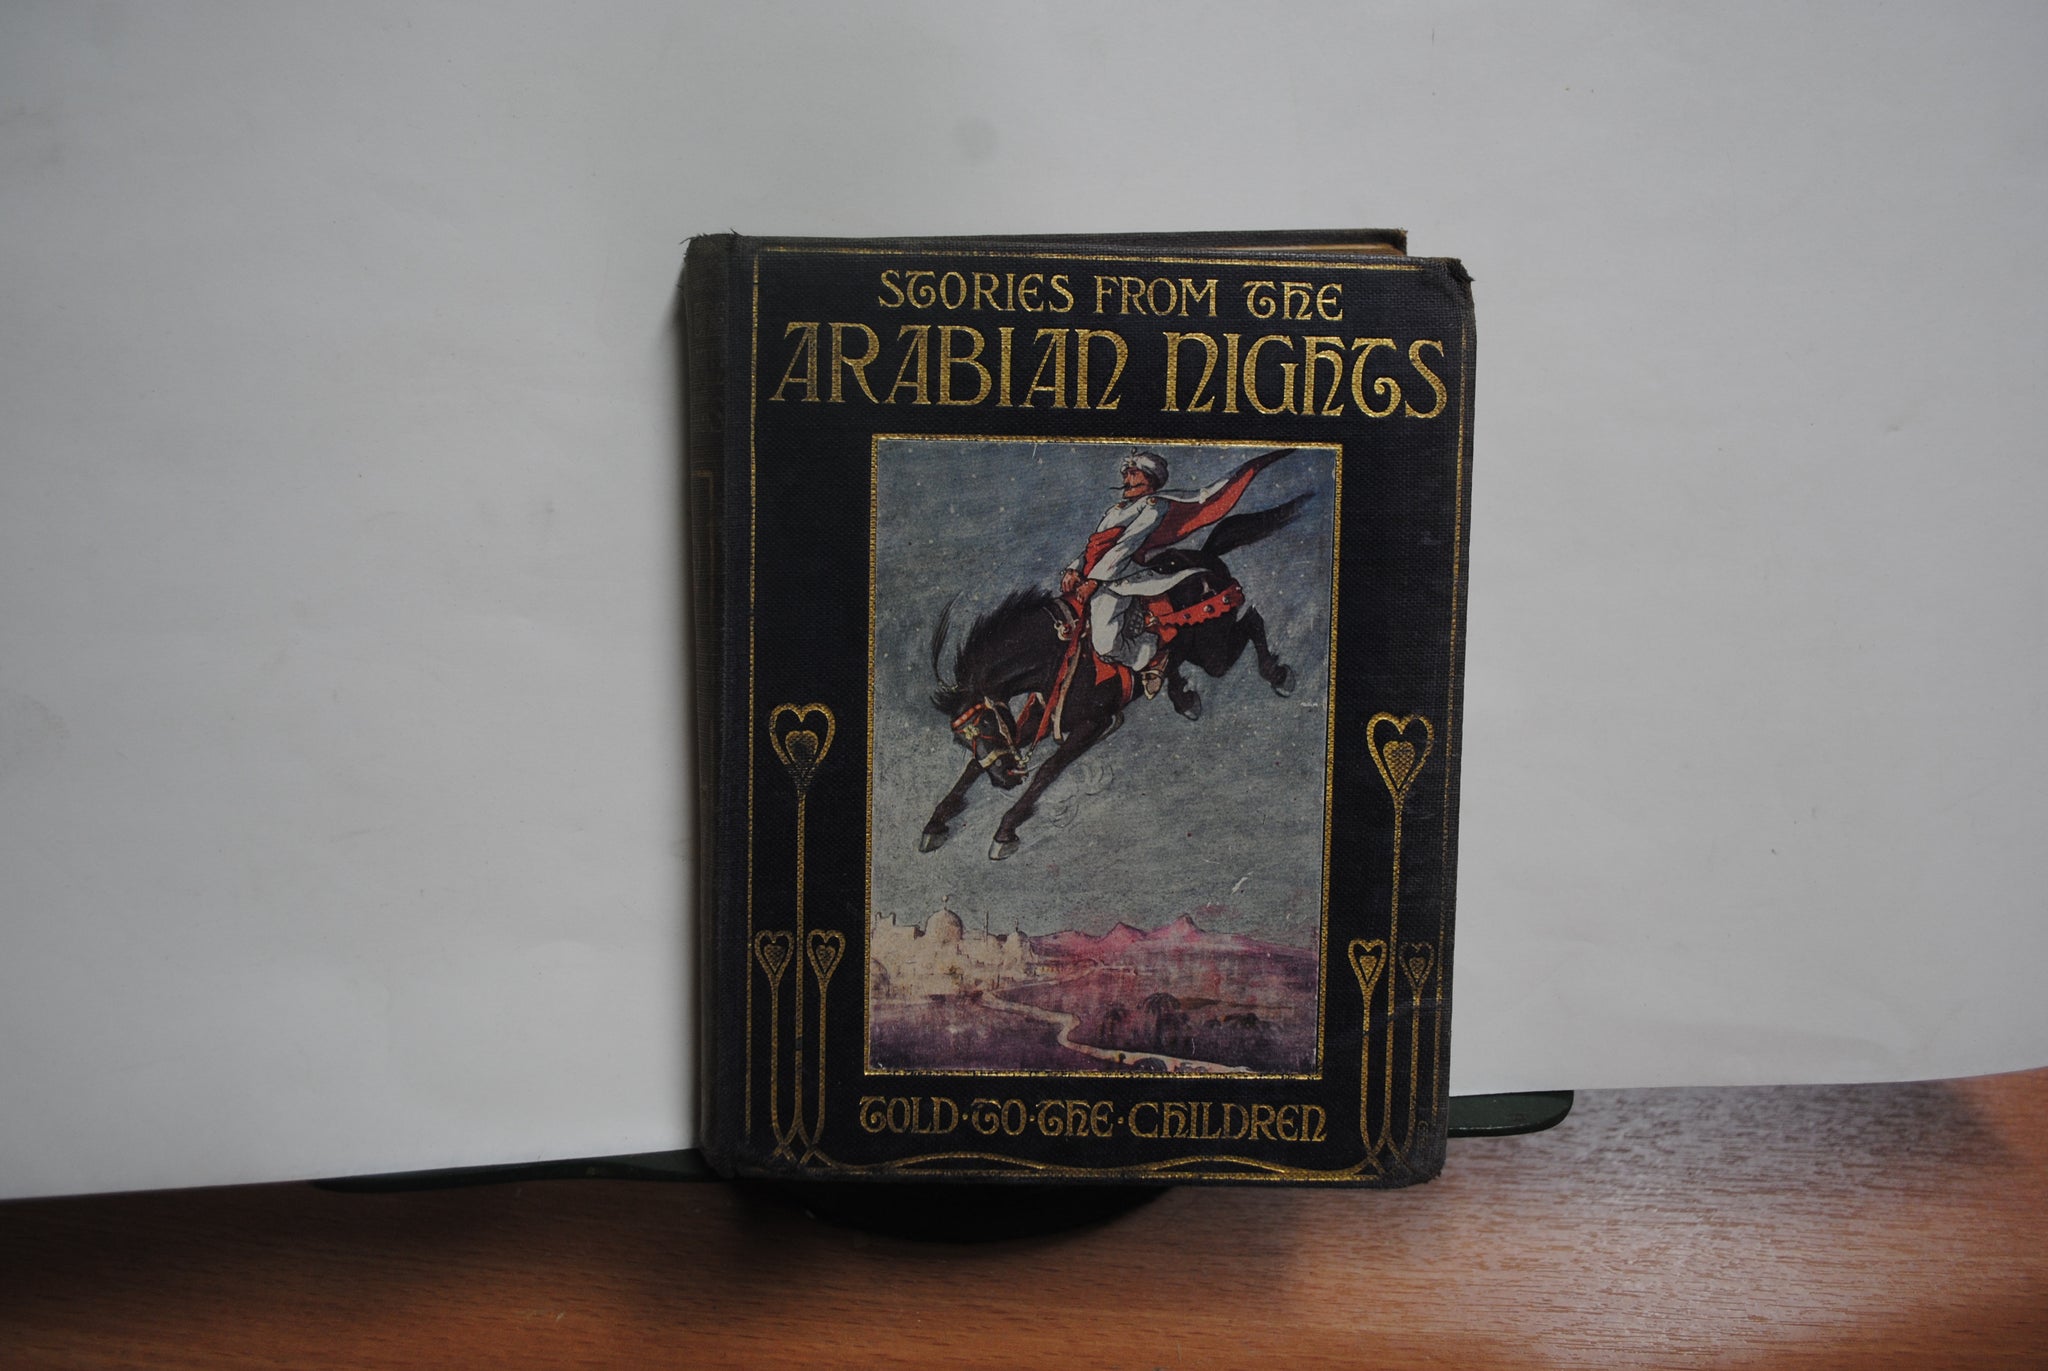 STORIES FROM THE
ARABIAN NIGHTS
TOLD·TO·THE·CHILDREN